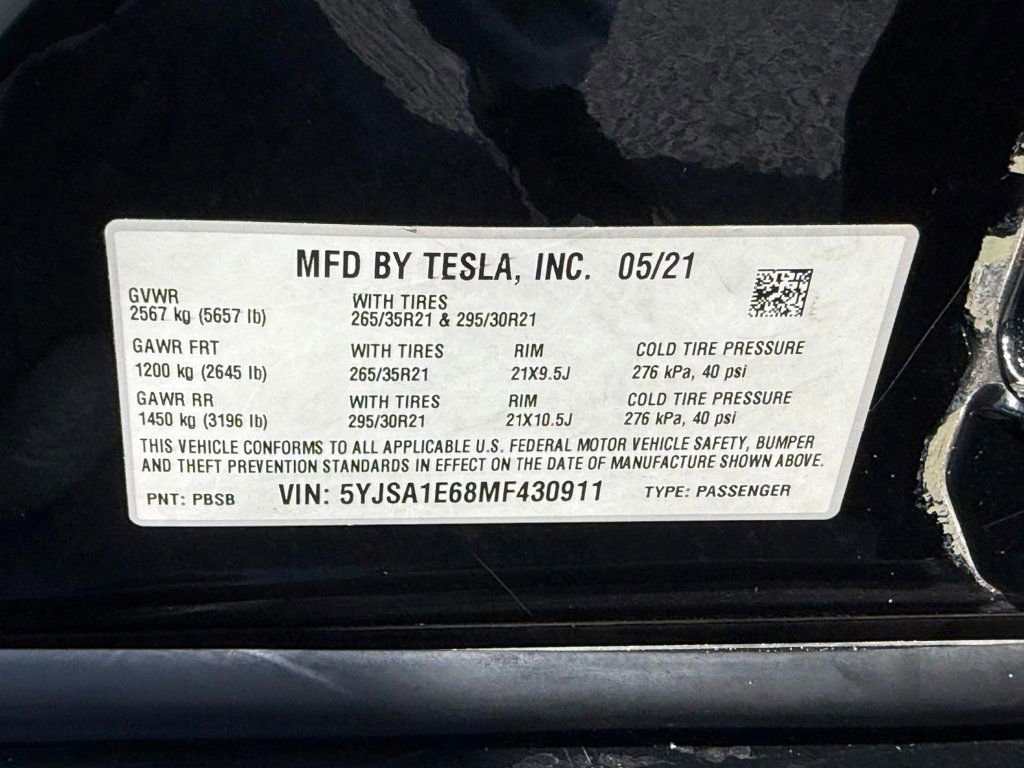 MFD BY TESLA, INC. 05/21
GVWR WITH TIRES
2567 kg (5657 lb) 265/35R21 & 295/30R21
GAWR FRT WITH TIRES RIM COLD TIRE PRESSURE
1200 kg (2645 lb) 265/35R21 21X9.5J 276 kPa, 40 psi
GAWR RR WITH TIRES RIM COLD TIRE PRESSURE
1450 kg (3196 lb) 295/30R21 21X10.5J 276 kPa, 40 psi
THIS VEHICLE CONFORMS TO ALL APPLICABLE U.S. FEDERAL MOTOR VEHICLE SAFETY, BUMPER
AND THEFT PREVENTION STANDARDS IN EFFECT ON THE DATE OF MANUFACTURE SHOWN ABOVE.
PNT: PBSB VIN: 5YJSA1E68MF430911 TYPE: PASSENGER